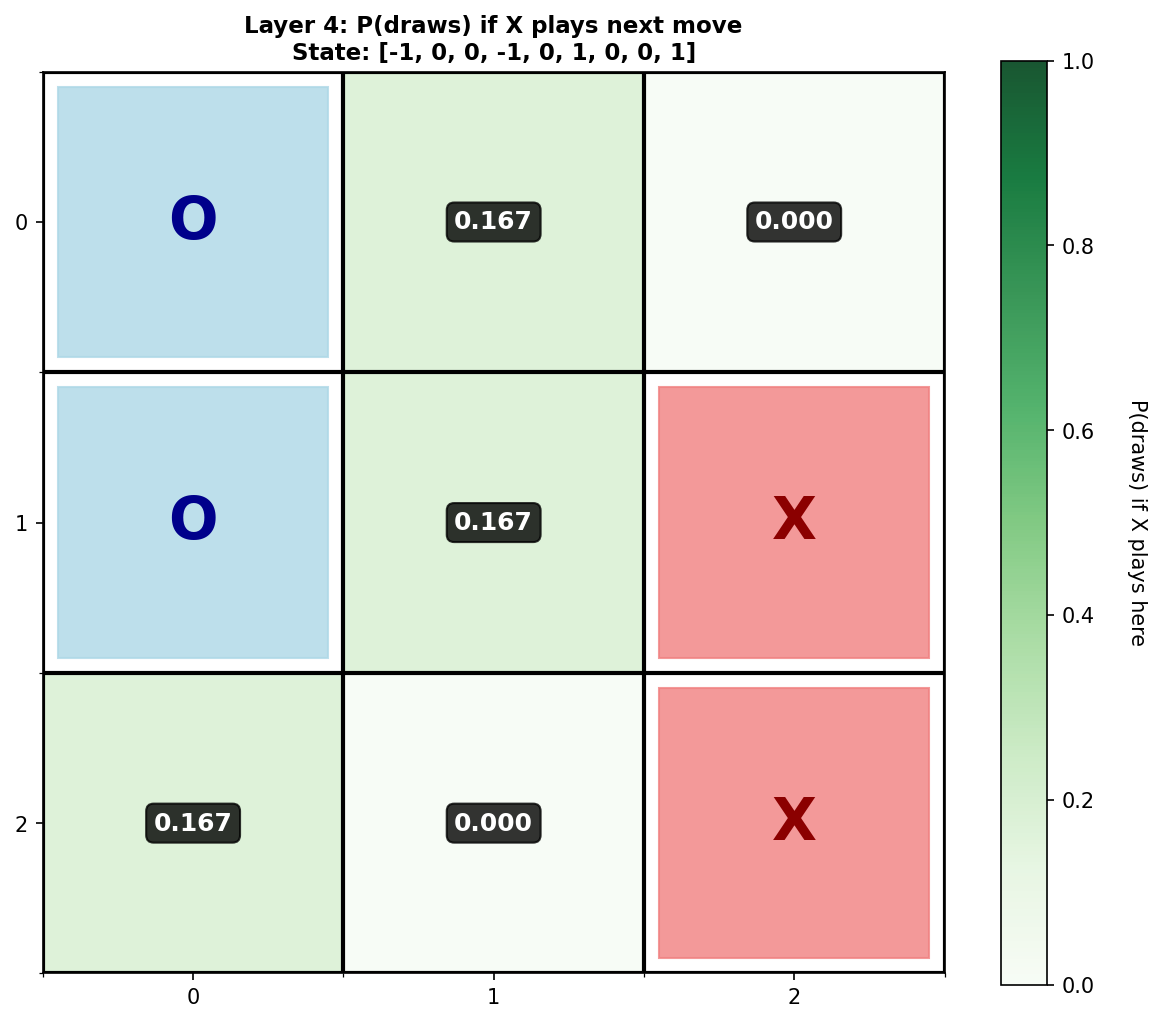 Layer 4: P(draws) if X plays next move
State: [-1, 0, 0, -1, 0, 1, 0, 0, 1]
O
0.167
0.000
O
0.167
X
0.167
0.000
X
0
1
2
0
1
2
1.0
0.8
0.6
0.4
0.2
0.0
P(draws) if X plays here